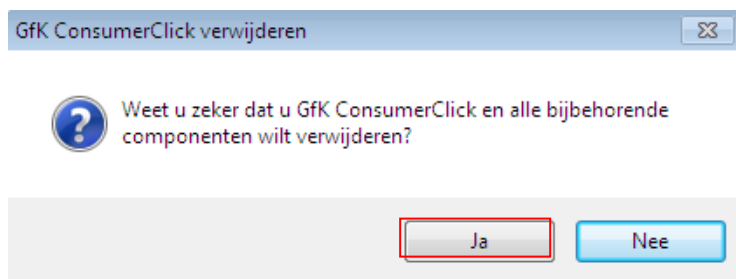 GfK ConsumerClick verwijderen
Weet u zeker dat u GfK ConsumerClick en alle bijbehorende
componenten wilt verwijderen?
Ja
Nee